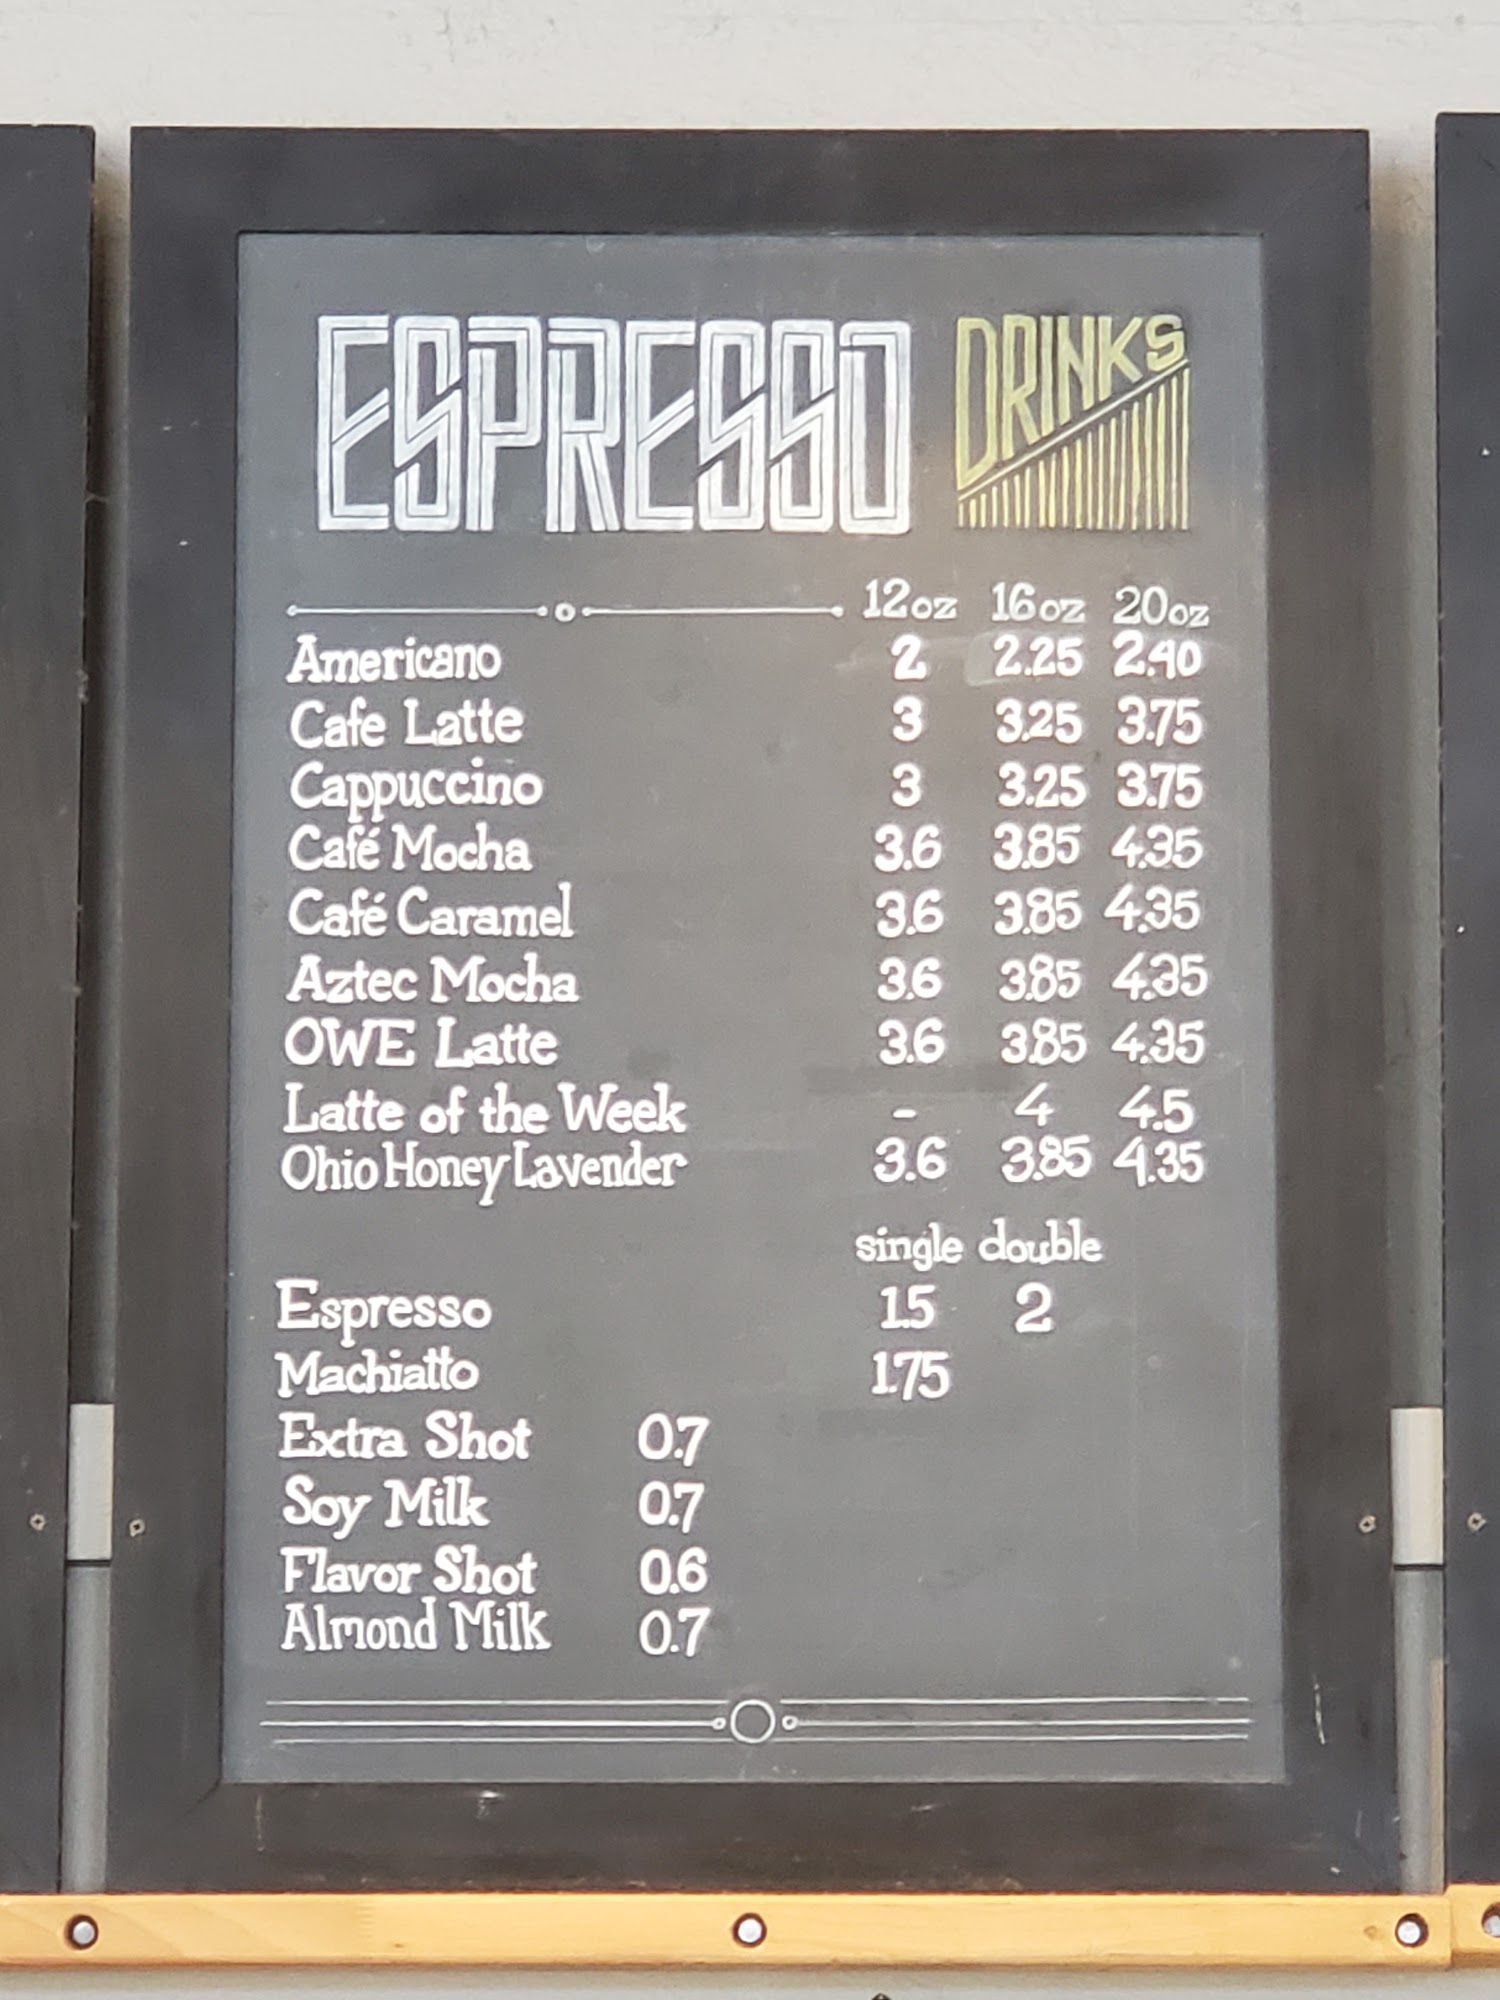 ESPRESSO DRINKS
12oz 16oz 20oz
Americano 2 2.25 2.40
Cafe Latte 3 3.25 3.75
Cappuccino 3 3.25 3.75
Café Mocha 3.6 3.85 4.35
Café Caramel 3.6 3.85 4.35
Aztec Mocha 3.6 3.85 4.35
OWE Latte 3.6 3.85 4.35
Latte of the Week - 4 4.5
Ohio Honey Lavender 3.6 3.85 4.35
single double
Espresso 1.5 2
Machiatto 1.75
Extra Shot 0.7
Soy Milk 0.7
Flavor Shot 0.6
Almond Milk 0.7